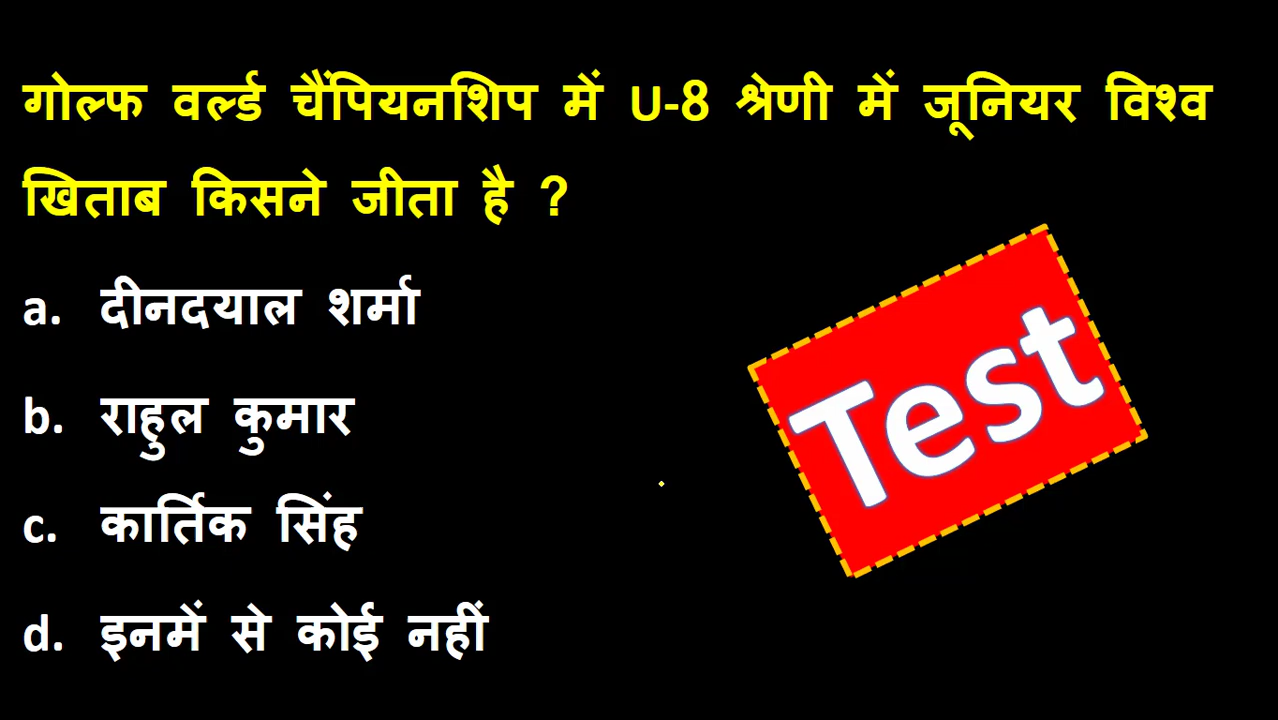 गोल्फ वर्ल्ड चैंपियनशिप में U-8 श्रेणी में जूनियर विश्व
खिताब किसने जीता है ?
a. दीनदयाल शर्मा
b. राहुल कुमार
c. कार्तिक सिंह
d. इनमें से कोई नहीं
Test